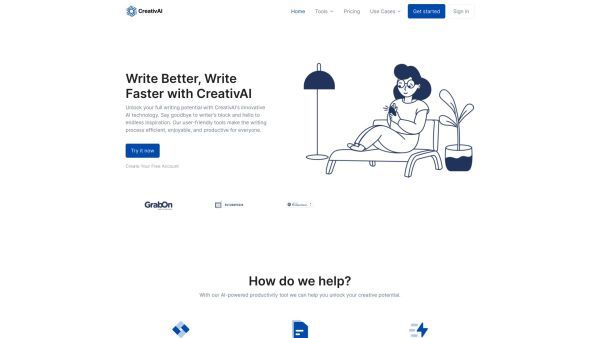 CreativAI
Home Tools Pricing Use Cases Get started Sign in
Write Better, Write
Faster with CreativAI
Unlock your full writing potential with CreativAI's innovative
AI technology. Say goodbye to writer's block and hello to
endless inspiration. Our user-friendly tools make the writing
process efficient, enjoyable, and productive for everyone.
Try it now
Create Your Free Account
GrabOn
How do we help?
With our AI-powered productivity tool we can help you unlock your creative potential.